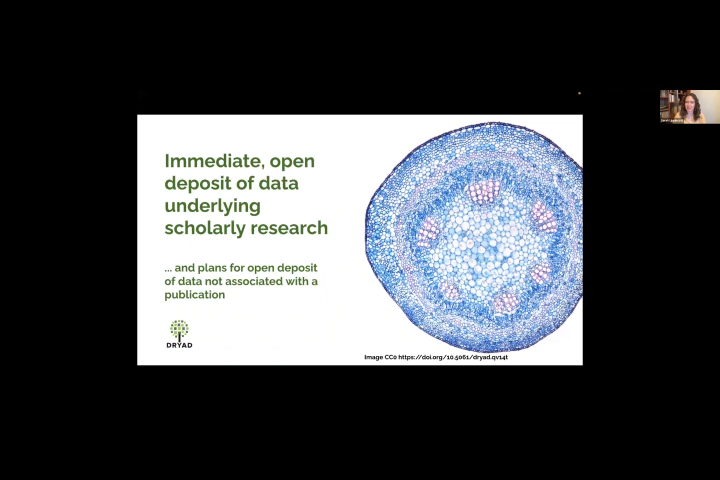 Immediate, open
deposit of data
underlying
scholarly research
... and plans for open deposit
of data not associated with a
publication
DRYAD
Image CC0 https://doi.org/10.5061/dryad.qv14t